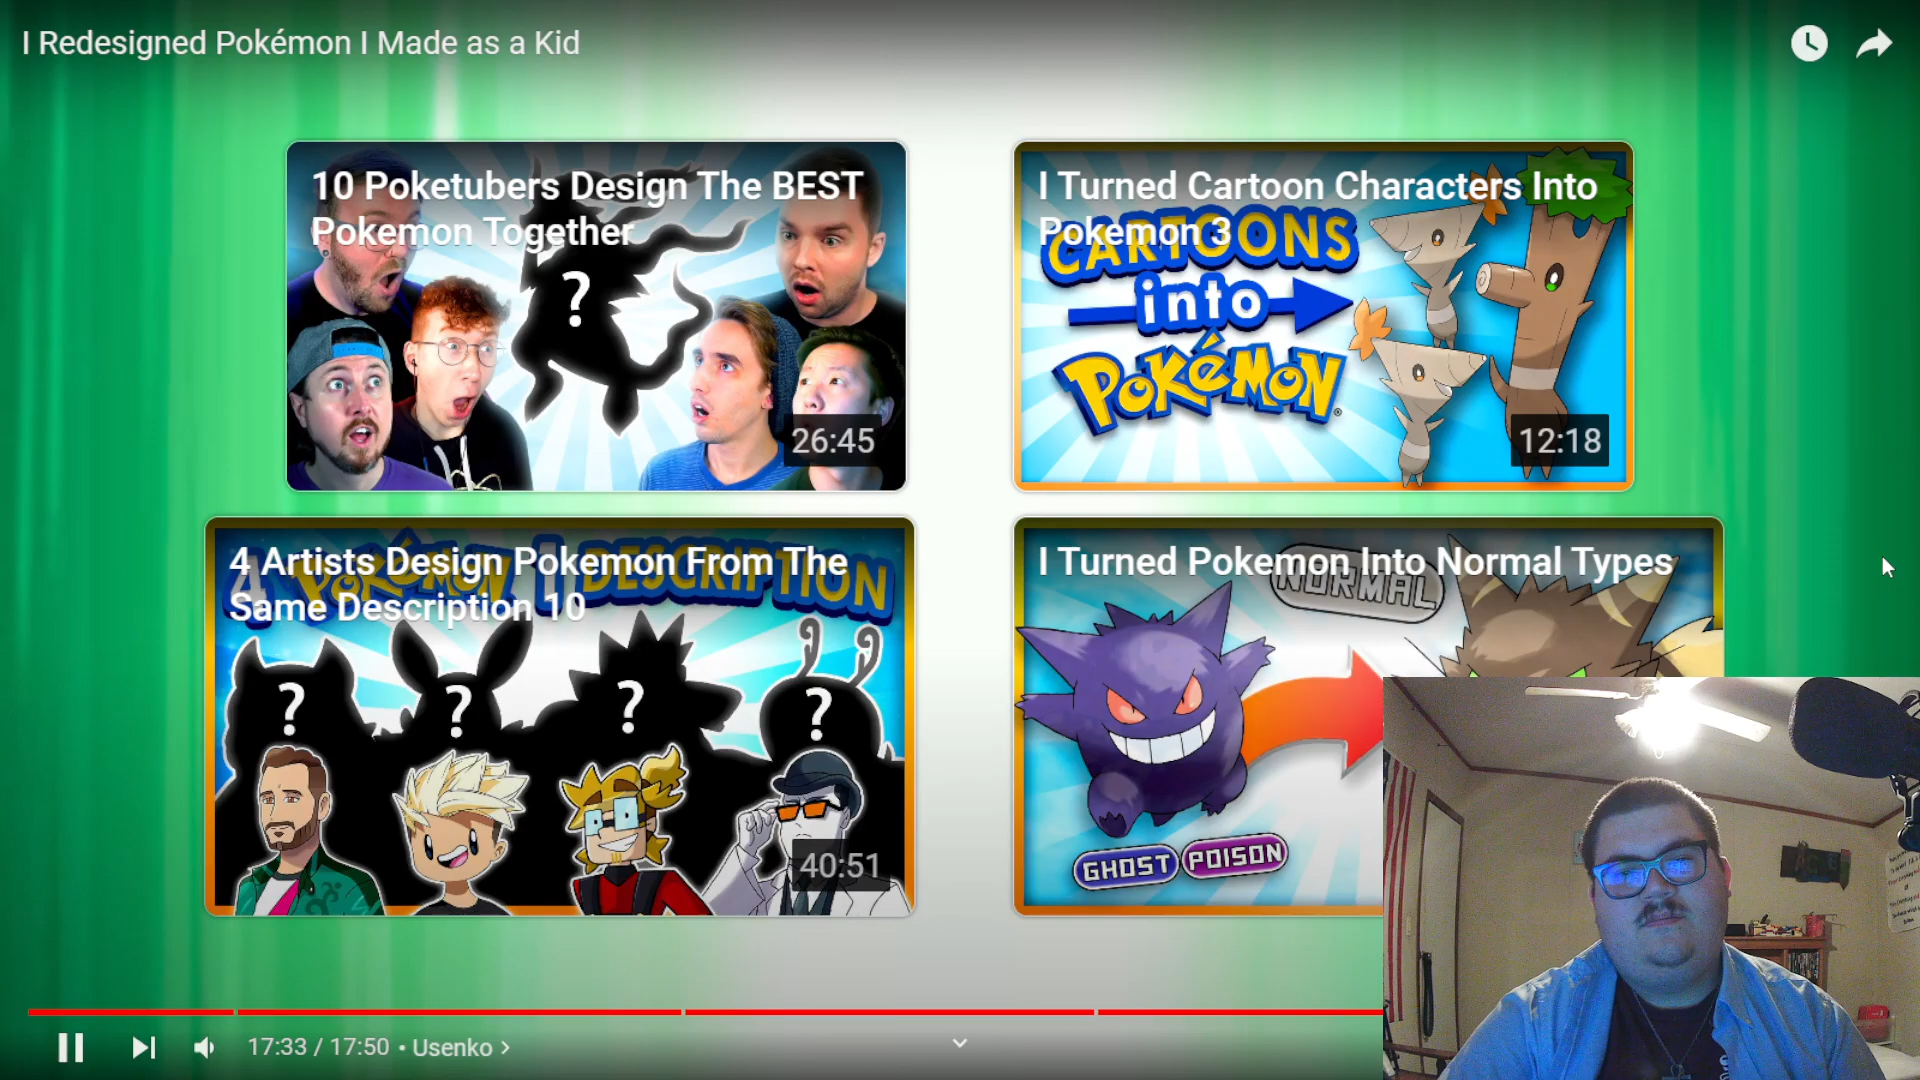 I Redesigned Pokémon I Made as a Kid
10 Poketubers Design The BEST
Pokemon Together
?
26:45
I Turned Cartoon Characters Into
Pokemon 3
CARTOONS
into
POKéMON
12:18
4 Artists Design Pokemon From The
Same Description 10
4 POKéMON 1 DESCRIPTION
? ? ? ?
40:51
I Turned Pokemon Into Normal Types
NORMAL
GHOST POISON
17:33 / 17:50 • Usenko >